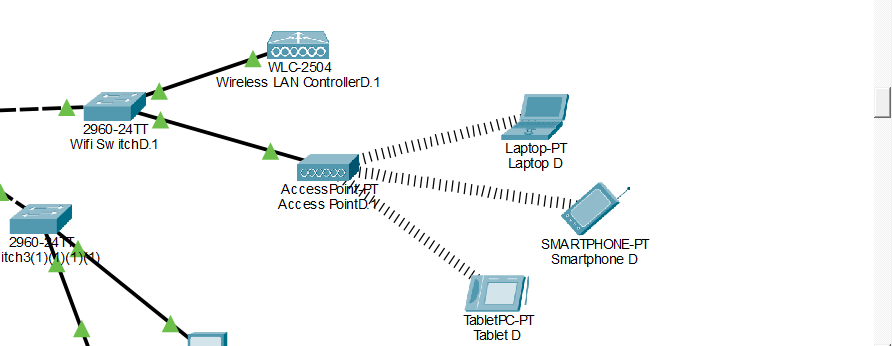 WLC-2504
Wireless LAN ControllerD.1
2960-24TT
Wifi SwitchD.1
AccessPoint-PT
Access PointD.1
Laptop-PT
Laptop D
SMARTPHONE-PT
Smartphone D
2960-24TT
itch3(1)(1)(1)(1)
TabletPC-PT
Tablet D